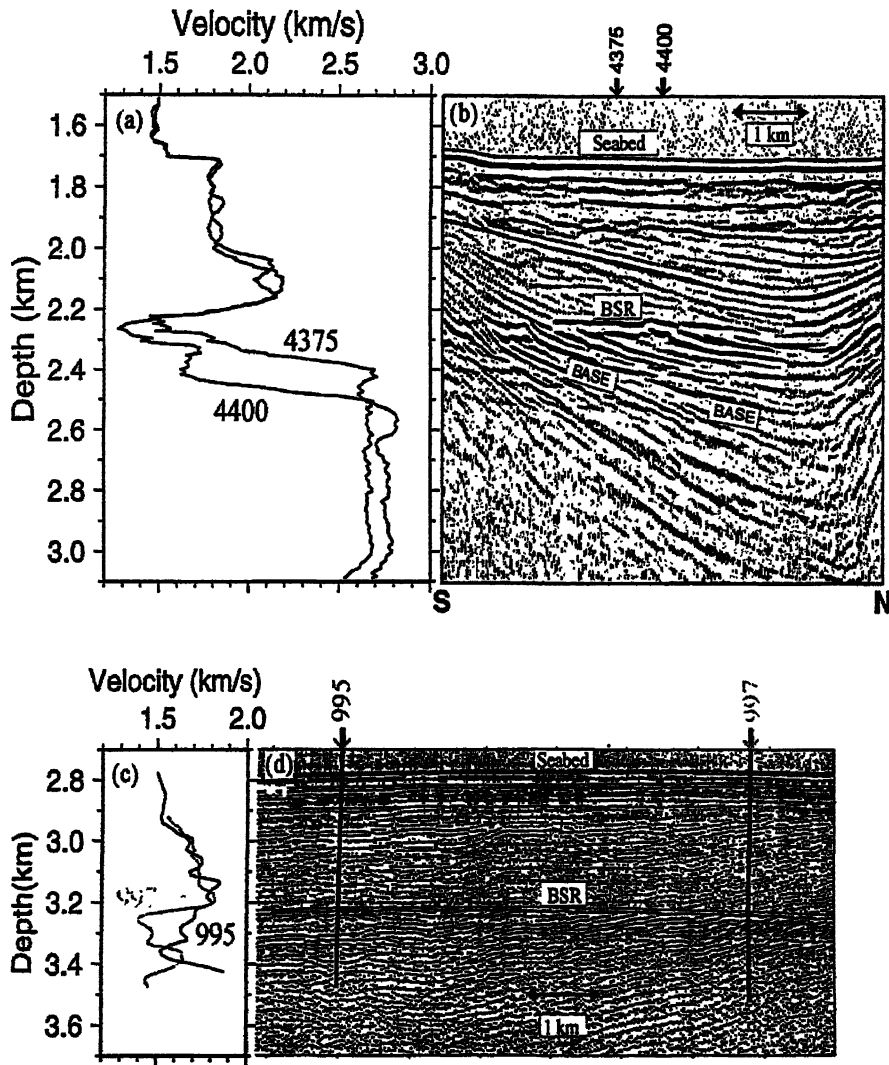 Velocity (km/s)
1.5 2.0 2.5 3.0
4375
4400
(a)
(b)
1 km
Seabed
1.6
1.8
2.0
2.2
2.4
2.6
2.8
3.0
Depth (km)
4375
4400
BSR
BASE
BASE
S
N
Velocity (km/s)
1.5 2.0
995
997
(c)
(d)
Seabed
2.8
3.0
3.2
3.4
3.6
Depth(km)
997
995
BSR
1 km